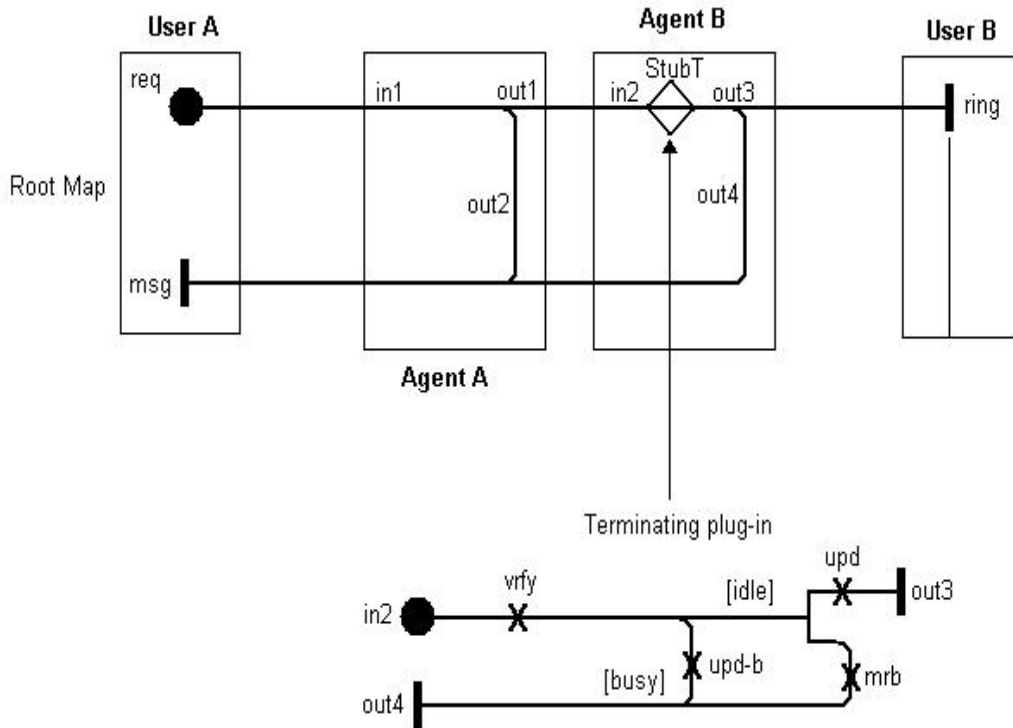 User A
Agent B
User B
req
StubT
in1
out1
in2
out3
ring
Root Map
out2
out4
msg
Agent A
Terminating plug-in
upd
vrfy
[idle]
out3
in2
upd-b
mrb
[busy]
out4